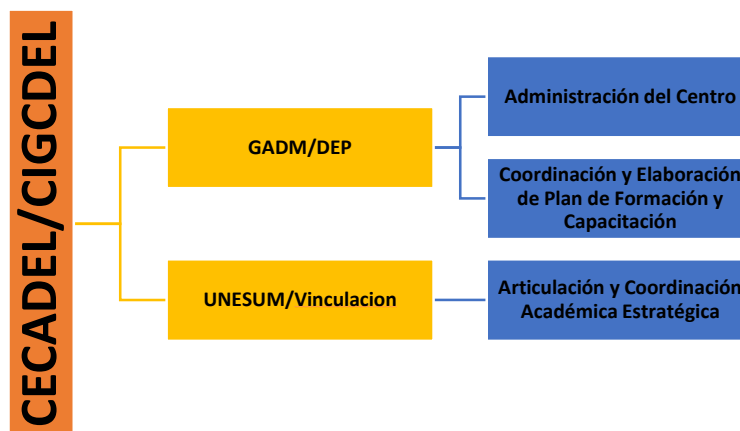 CECADEL/CIGCDEL
GADM/DEP
Administración del Centro
Coordinación y Elaboración
de Plan de Formación y
Capacitación
UNESUM/Vinculacion
Articulación y Coordinación
Académica Estratégica